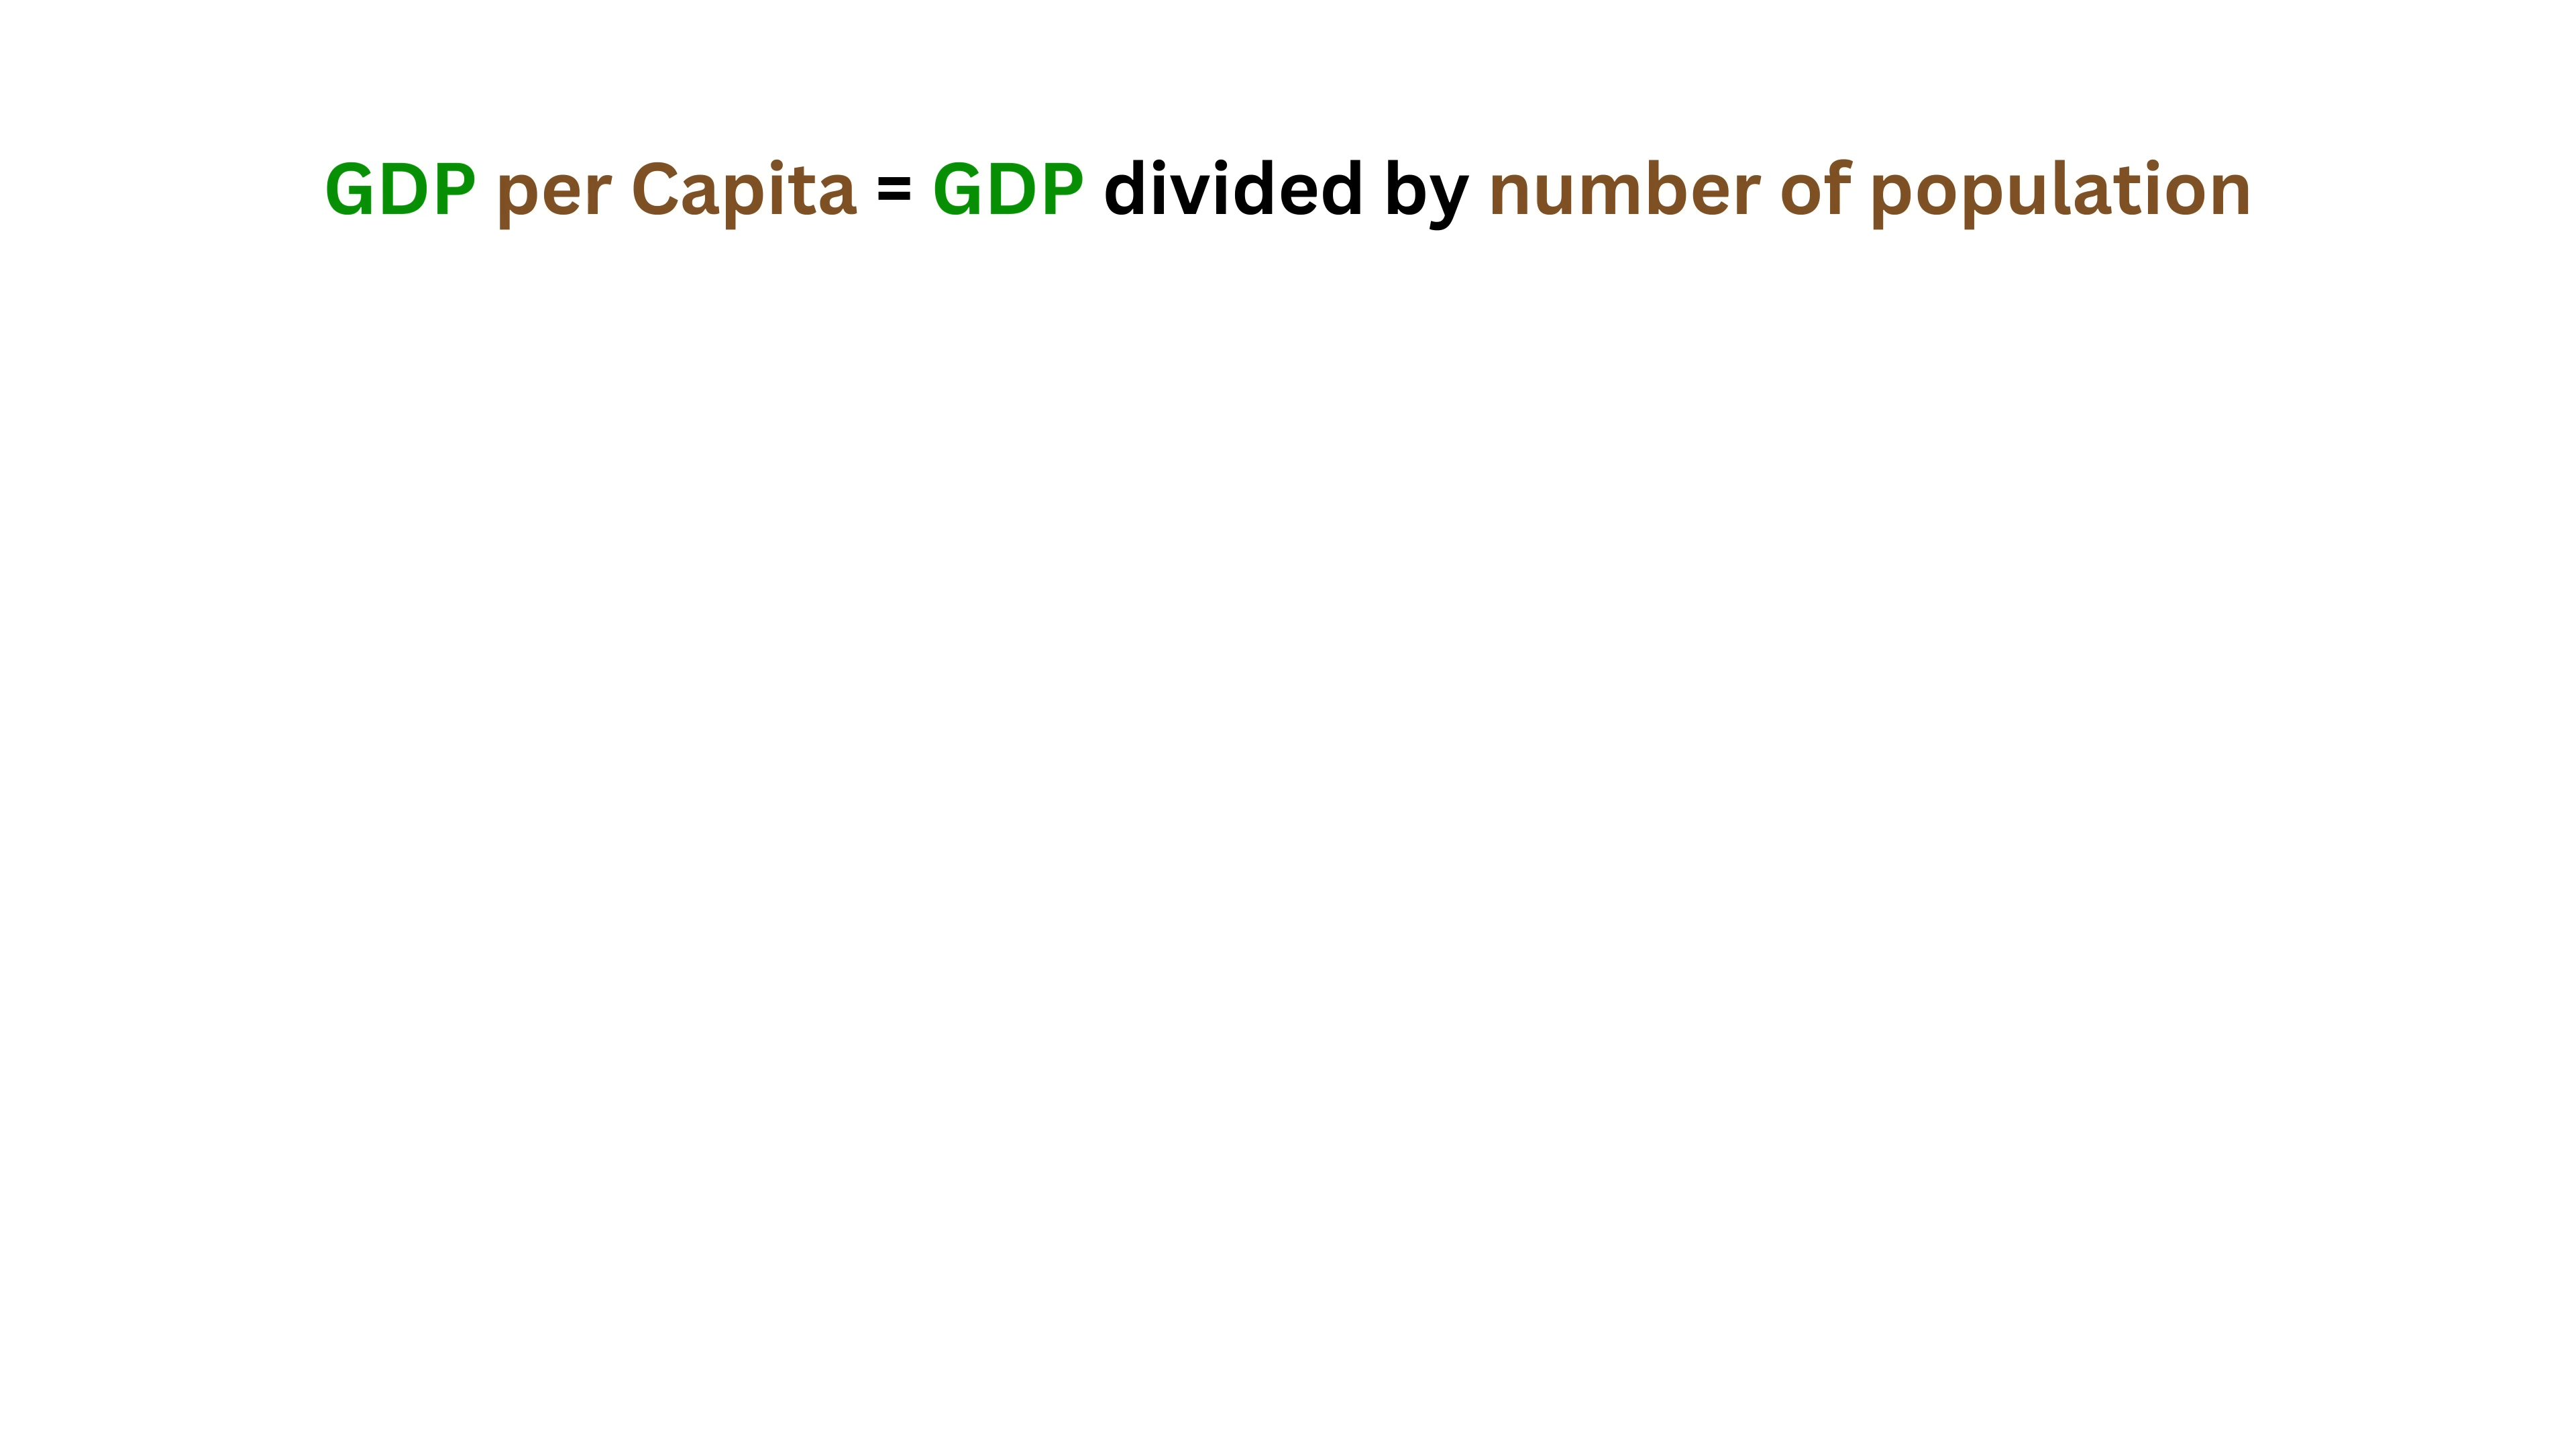 GDP per Capita = GDP divided by number of population